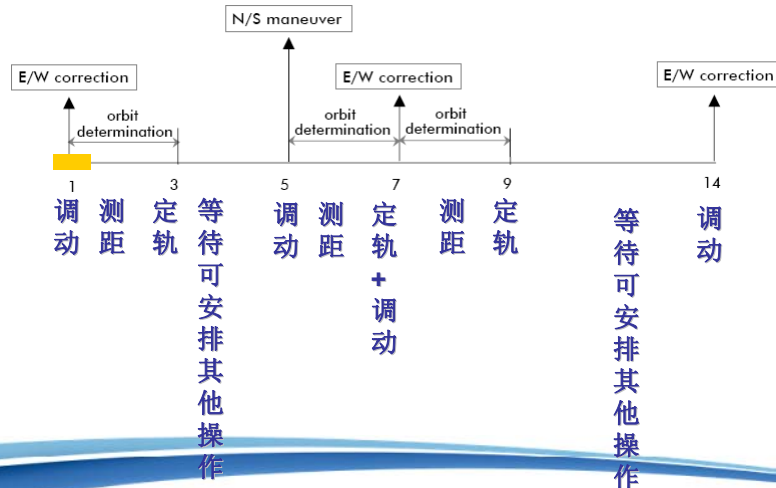 N/S maneuver
E/W correction
E/W correction
E/W correction
orbit
determination
orbit
determination
orbit
determination
1
3
5
7
9
14
调动
测距
定轨
等待可安排其他操作
调动
测距
定轨+调动
测距
定轨
等待可安排其他操作
调动